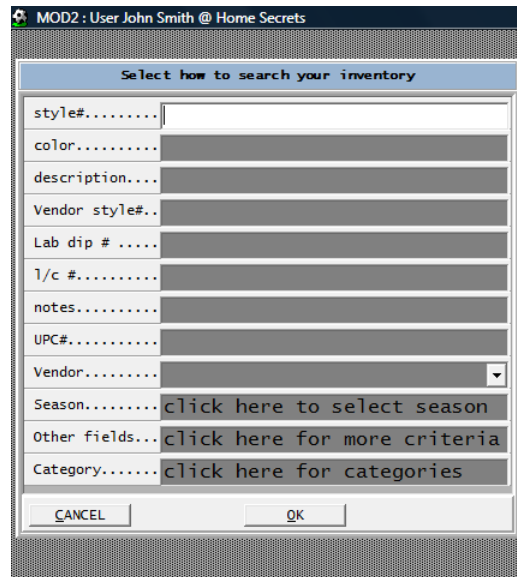 MOD2 : User John Smith @ Home Secrets
Select how to search your inventory
style#.........
color..........
description....
Vendor style#..
Lab dip # .....
l/c #..........
notes..........
UPC#...........
Vendor.........
Season.........click here to select season
Other fields...click here for more criteria
Category.......click here for categories
CANCEL OK